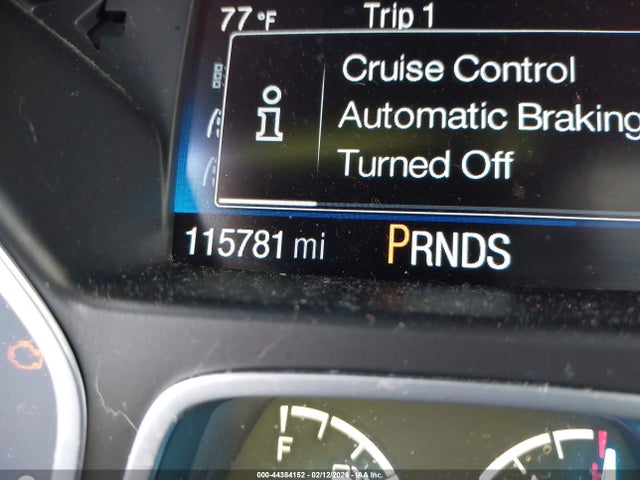 77°F Trip 1
Cruise Control
Automatic Braking
Turned Off
115781 mi PRNDS
F
000-44384152 - 02/12/2026 - IAA Inc.